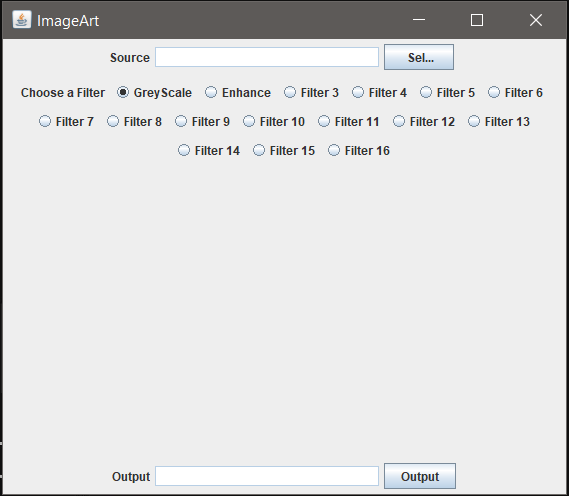 ImageArt
Source Sel...
Choose a Filter GreyScale Enhance Filter 3 Filter 4 Filter 5 Filter 6
Filter 7 Filter 8 Filter 9 Filter 10 Filter 11 Filter 12 Filter 13
Filter 14 Filter 15 Filter 16
Output Output